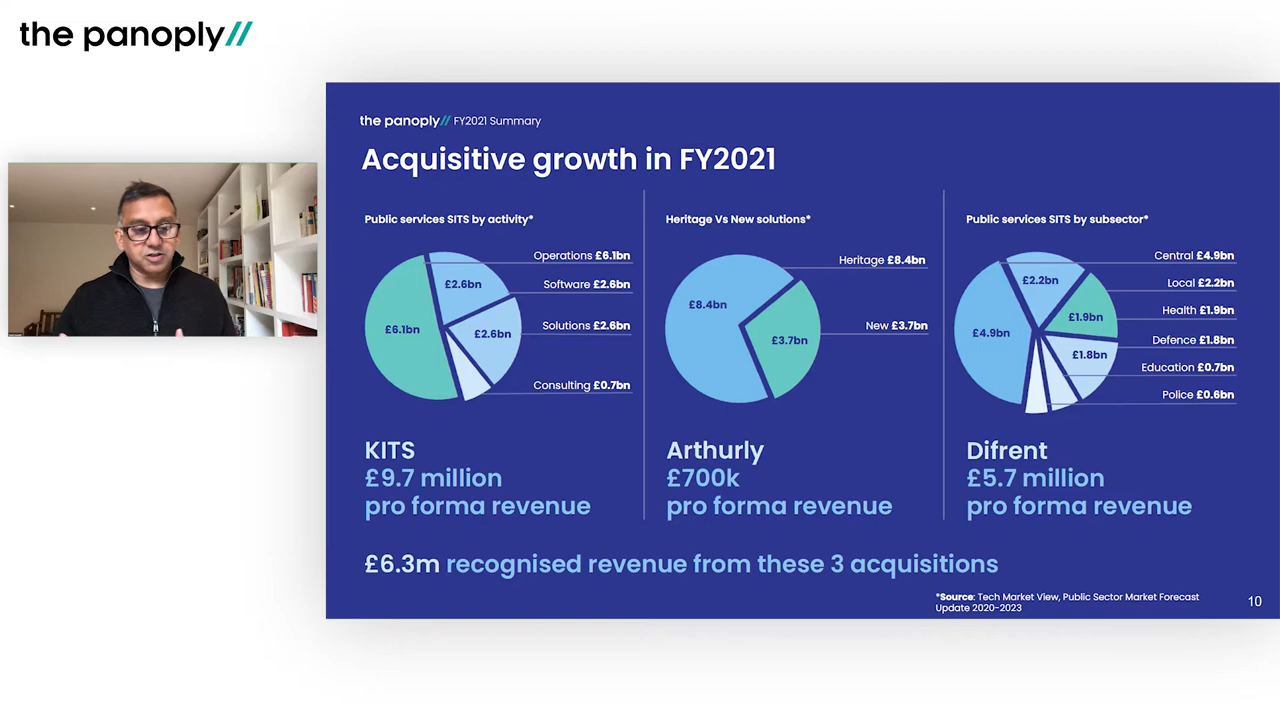 the panoply//
the panoply// FY2021 Summary
Acquisitive growth in FY2021
Public services SITS by activity*
Operations £6.1bn
Software £2.6bn
Solutions £2.6bn
Consulting £0.7bn
£6.1bn
£2.6bn
£2.6bn
KITS
£9.7 million
pro forma revenue
Heritage Vs New solutions*
Heritage £8.4bn
New £3.7bn
£8.4bn
£3.7bn
Arthurly
£700k
pro forma revenue
Public services SITS by subsector*
Central £4.9bn
Local £2.2bn
Health £1.9bn
Defence £1.8bn
Education £0.7bn
Police £0.6bn
£2.2bn
£1.9bn
£4.9bn
£1.8bn
Difrent
£5.7 million
pro forma revenue
£6.3m recognised revenue from these 3 acquisitions
*Source: Tech Market View, Public Sector Market Forecast
Update 2020-2023
10